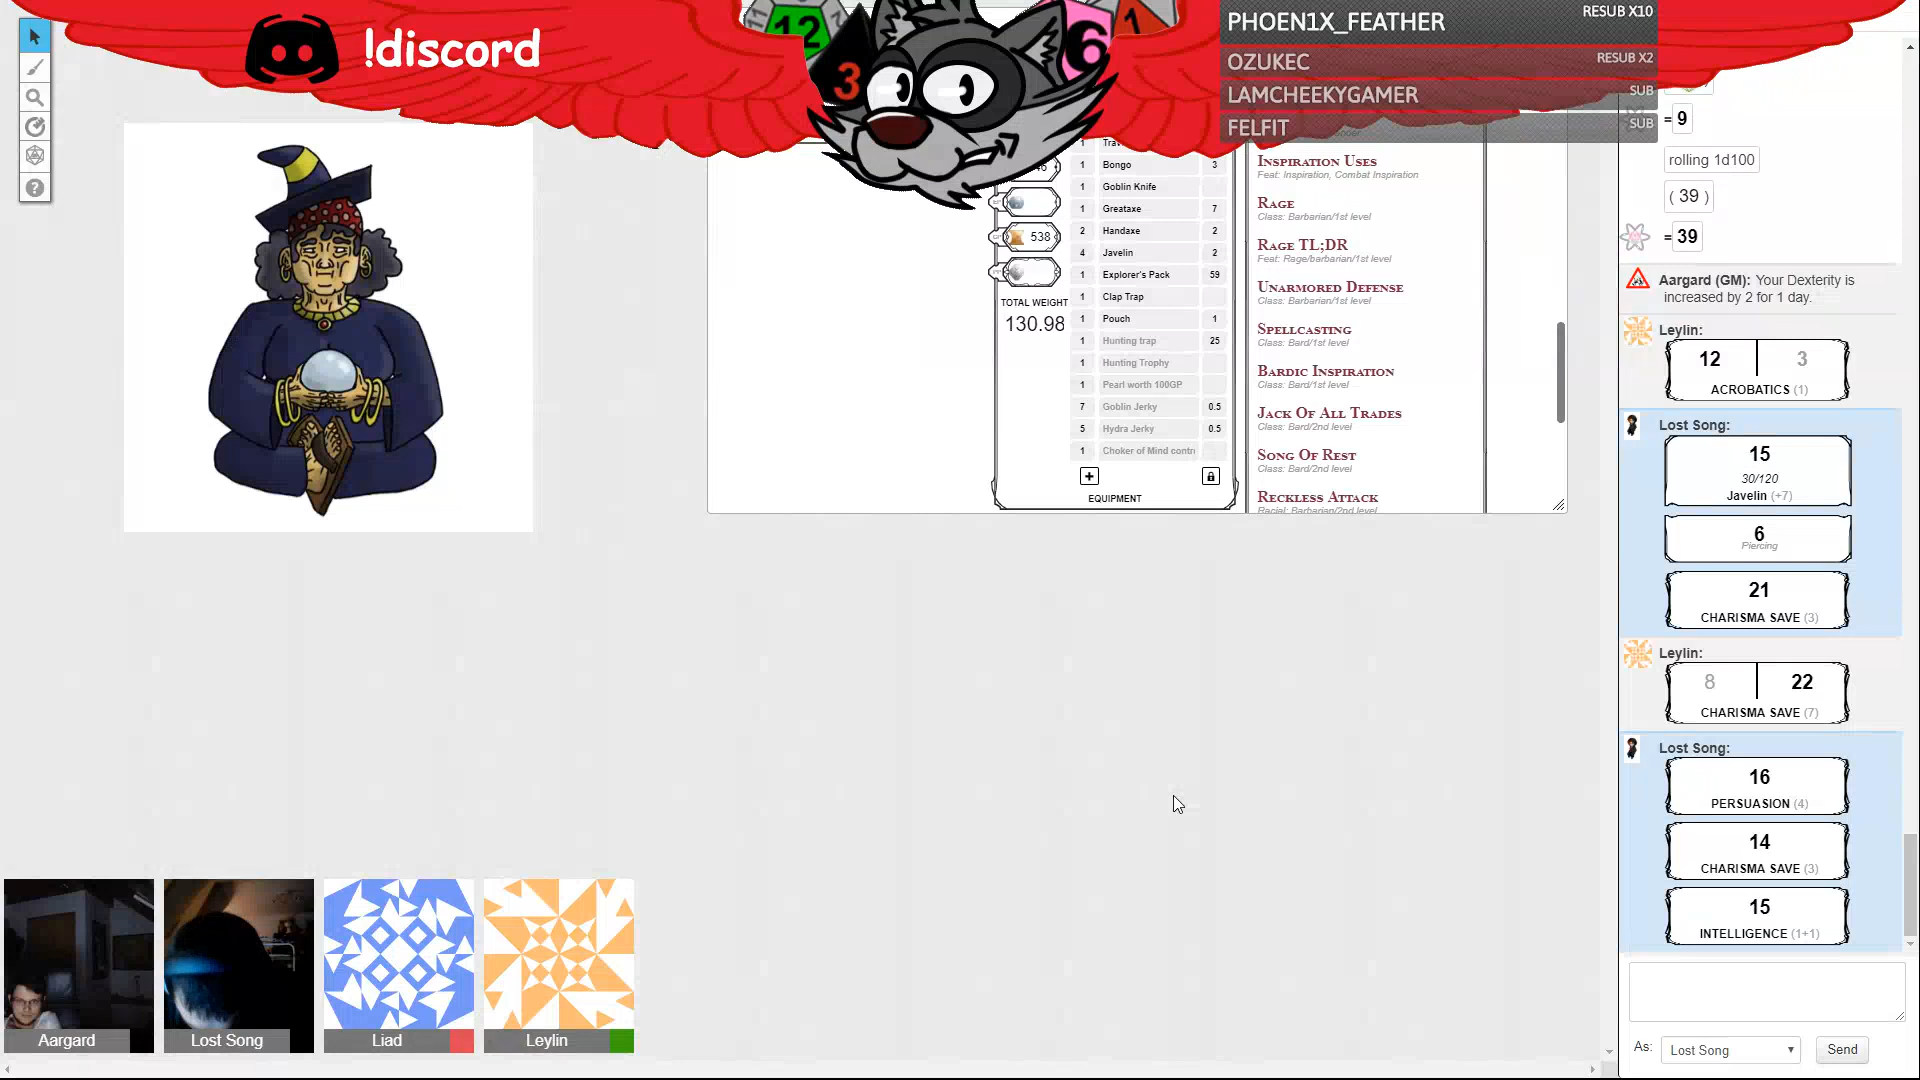 !discord
12
3
6
1
PHOEN1X_FEATHER RESUB X10
OZUKEC RESUB X2
LAMCHEEKYGAMER SUB
FELFIT SUB
1 Bongo 3
1 Goblin Knife
1 Greataxe 7
2 Handaxe 2
4 Javelin 2
1 Explorer's Pack 59
1 Clap Trap
1 Pouch 1
1 Hunting trap 25
1 Hunting Trophy
1 Pearl worth 100GP
7 Goblin Jerky 0.5
5 Hydra Jerky 0.5
1 Choker of Mind contr
EQUIPMENT
538
TOTAL WEIGHT
130.98
INSPIRATION USES
Feat: Inspiration, Combat Inspiration
RAGE
Class: Barbarian/1st level
RAGE TL;DR
Feat: Rage/barbarian/1st level
UNARMORED DEFENSE
Class: Barbarian/1st level
SPELLCASTING
Class: Bard/1st level
BARDIC INSPIRATION
Class: Bard/1st level
JACK OF ALL TRADES
Class: Bard/2nd level
SONG OF REST
Class: Bard/2nd level
RECKLESS ATTACK
Racial: Barbarian/2nd level
=9
rolling 1d100
( 39 )
=39
Aargard (GM): Your Dexterity is
increased by 2 for 1 day.
Leylin:
12 3
ACROBATICS (1)
Lost Song:
15
30/120
Javelin (+7)
6
Piercing
21
CHARISMA SAVE (3)
Leylin:
8 22
CHARISMA SAVE (7)
Lost Song:
16
PERSUASION (4)
14
CHARISMA SAVE (3)
15
INTELLIGENCE (1+1)
As: Lost Song Send
Aargard
Lost Song
Liad
Leylin